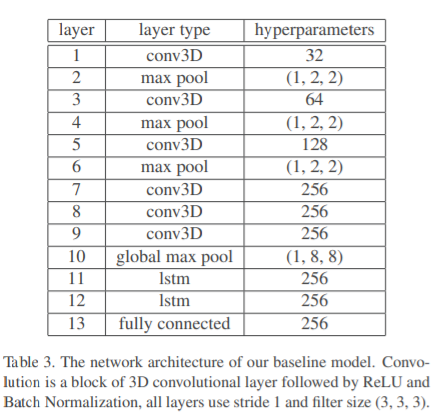 layer layer type hyperparameters
1 conv3D 32
2 max pool (1, 2, 2)
3 conv3D 64
4 max pool (1, 2, 2)
5 conv3D 128
6 max pool (1, 2, 2)
7 conv3D 256
8 conv3D 256
9 conv3D 256
10 global max pool (1, 8, 8)
11 lstm 256
12 lstm 256
13 fully connected 256
Table 3. The network architecture of our baseline model. Convo-
lution is a block of 3D convolutional layer followed by ReLU and
Batch Normalization, all layers use stride 1 and filter size (3, 3, 3).